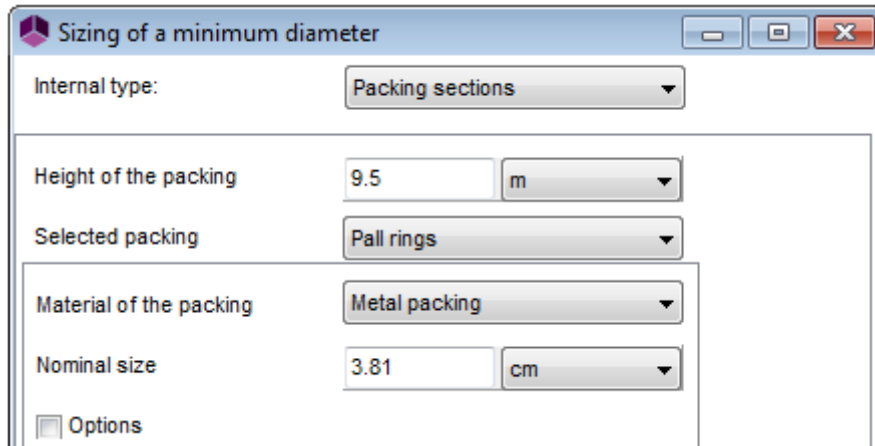 Sizing of a minimum diameter
Internal type: Packing sections
Height of the packing 9.5 m
Selected packing Pall rings
Material of the packing Metal packing
Nominal size 3.81 cm
Options